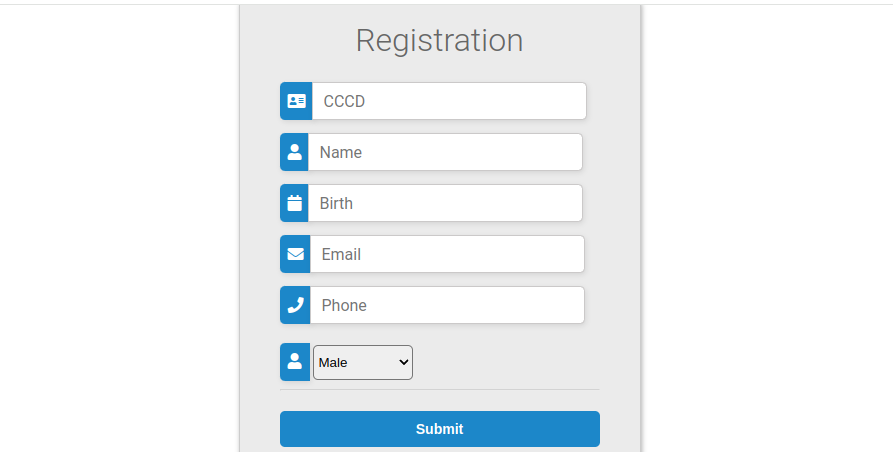 Registration
CCCD
Name
Birth
Email
Phone
Male
Submit